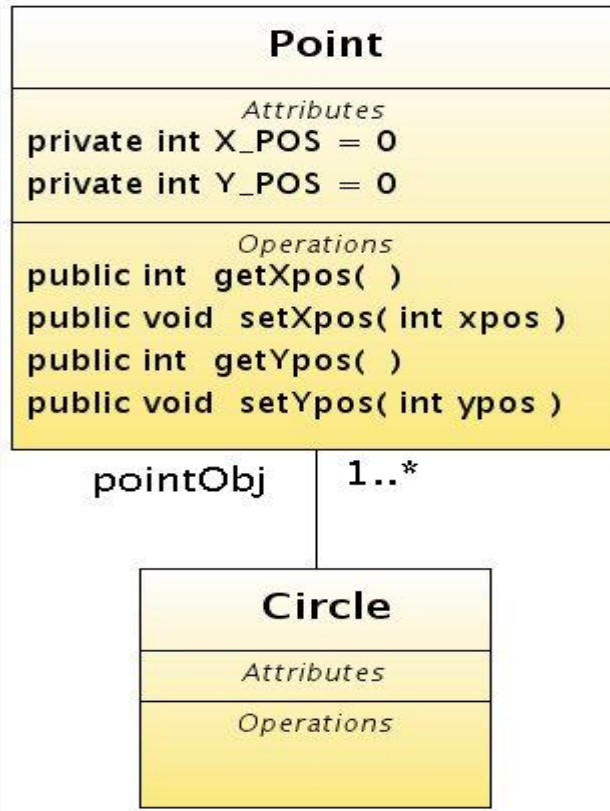 Point
Attributes
private int X_POS = 0
private int Y_POS = 0
Operations
public int getXpos( )
public void setXpos( int xpos )
public int getYpos( )
public void setYpos( int ypos )
pointObj 1..*
Circle
Attributes
Operations